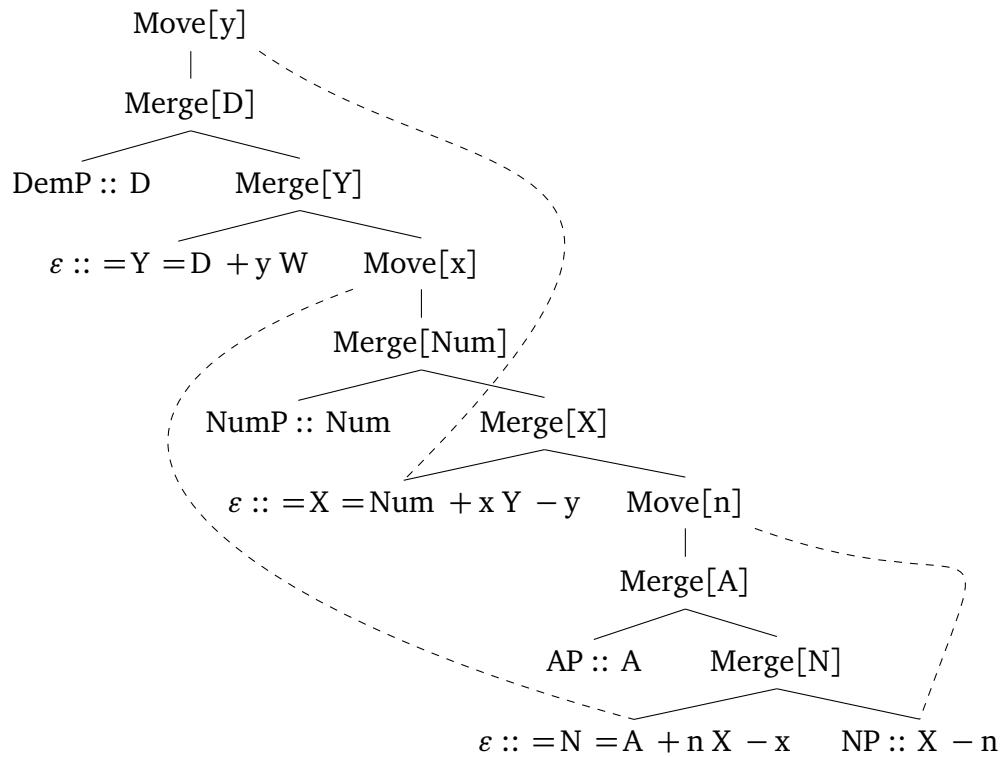 Move[y]
Merge[D]
DemP :: D Merge[Y]
ε :: =Y =D +y W Move[x]
Merge[Num]
NumP :: Num Merge[X]
ε :: =X =Num +x Y −y Move[n]
Merge[A]
AP :: A Merge[N]
ε :: =N =A +n X −x NP :: X −n